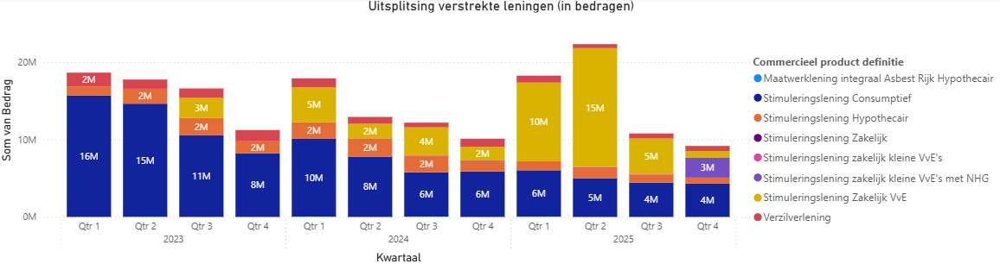 Uitsplitsing verstrekte leningen (in bedragen)
Som van Bedrag
20M
10M
0M
2M
16M
2M
15M
3M
2M
11M
2M
8M
5M
2M
10M
2M
2M
8M
4M
2M
6M
2M
6M
10M
6M
15M
5M
5M
4M
3M
4M
Qtr 1 Qtr 2 Qtr 3 Qtr 4 Qtr 1 Qtr 2 Qtr 3 Qtr 4 Qtr 1 Qtr 2 Qtr 3 Qtr 4
2023 2024 2025
Kwartaal
Commercieel product definitie
Maatwerklening integraal Asbest Rijk Hypothecair
Stimuleringslening Consumptief
Stimuleringslening Hypothecair
Stimuleringslening Zakelijk
Stimuleringslening zakelijk kleine VvE's
Stimuleringslening zakelijk kleine VvE's met NHG
Stimuleringslening Zakelijk VvE
Verzilverlening